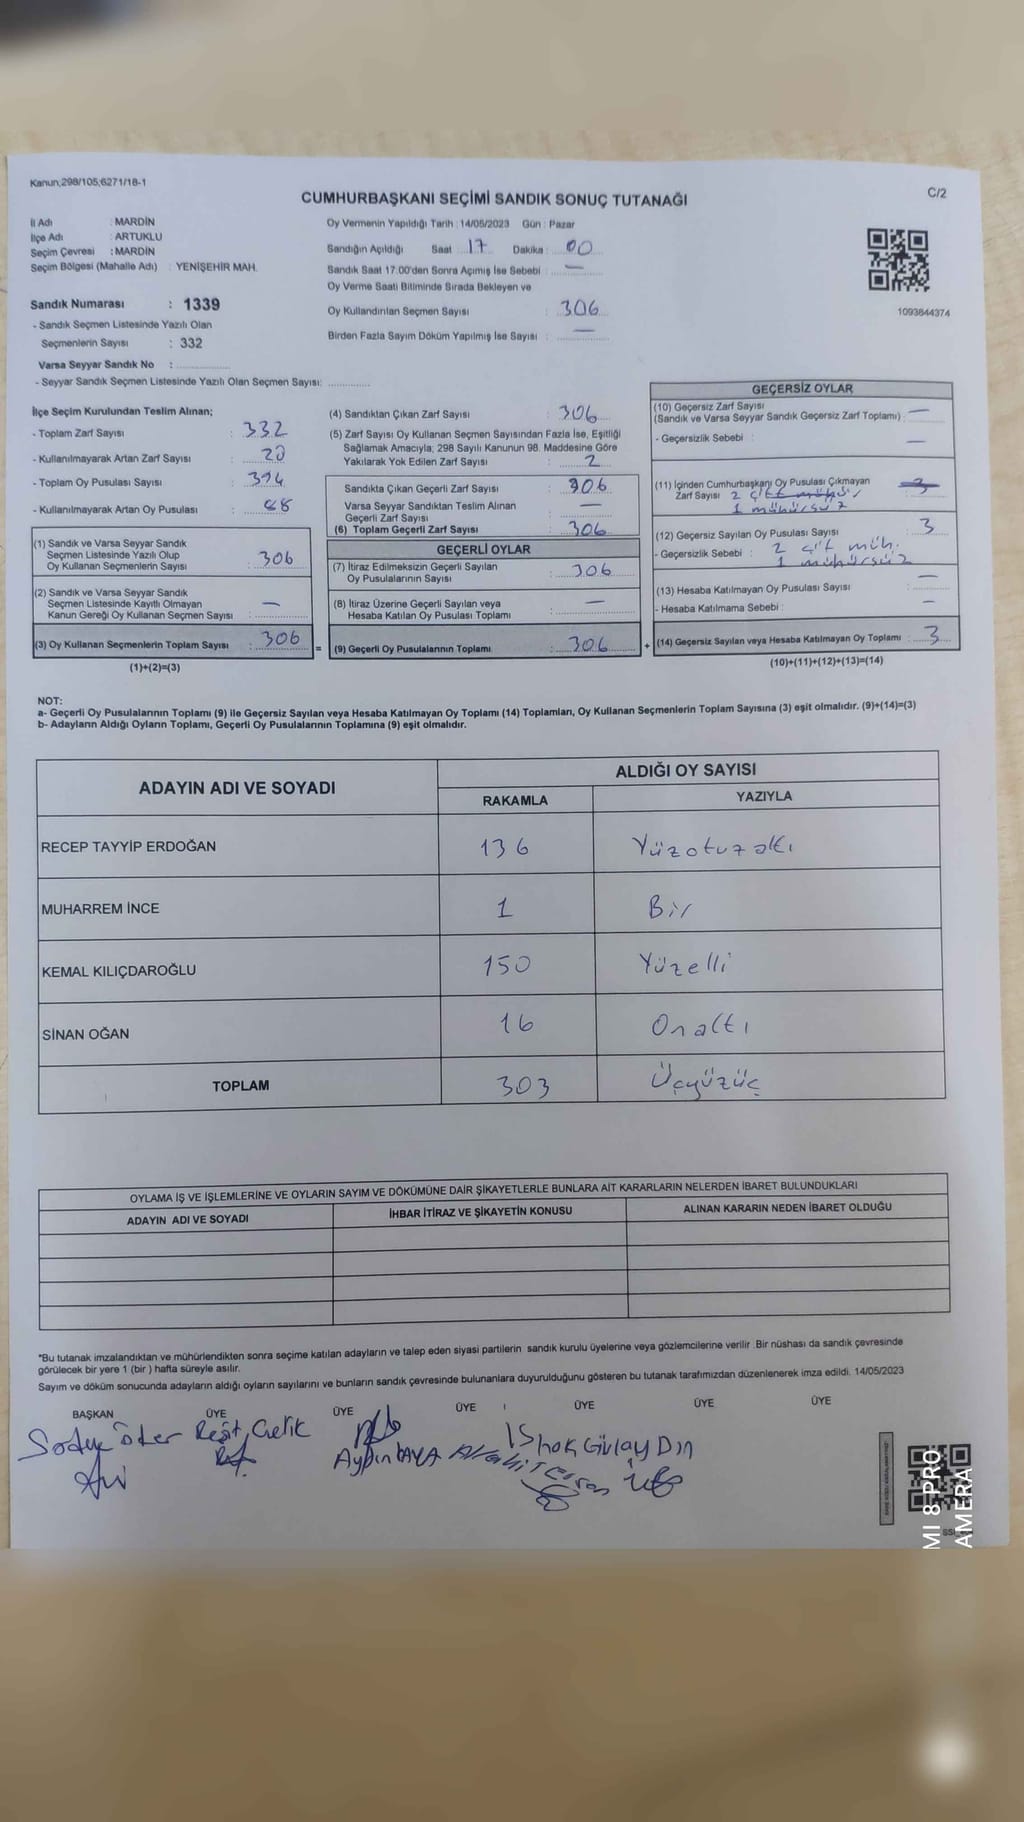 Kanun;298/105;6271/18-1
C/2
CUMHURBAŞKANI SEÇİMİ SANDIK SONUÇ TUTANAĞI
İl Adı : MARDİN
İlçe Adı : ARTUKLU
Seçim Çevresi : MARDİN
Seçim Bölgesi (Mahalle Adı) : YENİŞEHİR MAH.
Sandık Numarası : 1339
- Sandık Seçmen Listesinde Yazılı Olan
Seçmenlerin Sayısı : 332
Varsa Seyyar Sandık No :
- Seyyar Sandık Seçmen Listesinde Yazılı Olan Seçmen Sayısı:
Oy Vermenin Yapıldığı Tarih : 14/05/2023 Gün : Pazar
Sandığın Açıldığı Saat : 17 Dakika : 00
Sandık Saat 17.00'den Sonra Açımış İse Sebebi : —
Oy Verme Saati Bitiminde Sırada Bekleyen ve
Oy Kullandırılan Seçmen Sayısı : 306
Birden Fazla Sayım Döküm Yapılmış İse Sayısı : —
1093844374
İlçe Seçim Kurulundan Teslim Alınan;
- Toplam Zarf Sayısı : 332
- Kullanılmayarak Artan Zarf Sayısı :
- Toplam Oy Pusulası Sayısı : 394
- Kullanılmayarak Artan Oy Pusulası : 88
(1) Sandık ve Varsa Seyyar Sandık
Seçmen Listesinde Yazılı Olup
Oy Kullanan Seçmenlerin Sayısı : 306
(2) Sandık ve Varsa Seyyar Sandık
Seçmen Listesinde Kayıtlı Olmayan
Kanun Gereği Oy Kullanan Seçmen Sayısı : —
(3) Oy Kullanan Seçmenlerin Toplam Sayısı : 306 =
(1)+(2)=(3)
(4) Sandıktan Çıkan Zarf Sayısı : 306
(5) Zarf Sayısı Oy Kullanan Seçmen Sayısından Fazla İse, Eşitliği
Sağlamak Amacıyla; 298 Sayılı Kanunun 98. Maddesine Göre
Yakılarak Yok Edilen Zarf Sayısı : 2
Sandıkta Çıkan Geçerli Zarf Sayısı : 306
Varsa Seyyar Sandıktan Teslim Alınan : —
Geçerli Zarf Sayısı
(6) Toplam Geçerli Zarf Sayısı : 306
GEÇERLİ OYLAR
(7) İtiraz Edilmeksizin Geçerli Sayılan
Oy Pusulalarının Sayısı : 306
(8) İtiraz Üzerine Geçerli Sayılan veya
Hesaba Katılan Oy Pusulası Toplamı : —
(9) Geçerli Oy Pusulalarının Toplamı : 306 +
GEÇERSİZ OYLAR
(10) Geçersiz Zarf Sayısı
(Sandık ve Varsa Seyyar Sandık Geçersiz Zarf Toplamı) : —
- Geçersizlik Sebebi : —
(11) İçinden Cumhurbaşkanı Oy Pusulası Çıkmayan
Zarf Sayısı 2 çift mühür 3
1 mühürsüz
(12) Geçersiz Sayılan Oy Pusulası Sayısı : 3
- Geçersizlik Sebebi : 2 çift müh.
1 mühürsüz
(13) Hesaba Katılmayan Oy Pusulası Sayısı : —
- Hesaba Katılmama Sebebi : —
(14) Geçersiz Sayılan veya Hesaba Katılmayan Oy Toplamı : 3
(10)+(11)+(12)+(13)=(14)
NOT:
a- Geçerli Oy Pusulalarının Toplamı (9) ile Geçersiz Sayılan veya Hesaba Katılmayan Oy Toplamı (14) Toplamları, Oy Kullanan Seçmenlerin Toplam Sayısına (3) eşit olmalıdır. (9)+(14)=(3)
b- Adayların Aldığı Oyların Toplamı, Geçerli Oy Pusulalarının Toplamına (9) eşit olmalıdır.
ADAYIN ADI VE SOYADI
ALDIĞI OY SAYISI
RAKAMLA YAZIYLA
RECEP TAYYİP ERDOĞAN 136 Yüzotuzaltı
MUHARREM İNCE 1 Bir
KEMAL KILIÇDAROĞLU 150 Yüzelli
SİNAN OĞAN 16 Onaltı
TOPLAM 303 Üçyüzüç
OYLAMA İŞ VE İŞLEMLERİNE VE OYLARIN SAYIM VE DÖKÜMÜNE DAİR ŞİKAYETLERLE BUNLARA AİT KARARLARIN NELERDEN İBARET BULUNDUKLARI
ADAYIN ADI VE SOYADI İHBAR İTİRAZ VE ŞİKAYETİN KONUSU ALINAN KARARIN NEDEN İBARET OLDUĞU
*Bu tutanak imzalandıktan ve mühürlendikten sonra seçime katılan adayların ve talep eden siyasi partilerin sandık kurulu üyelerine veya gözlemcilerine verilir. Bir nüshası da sandık çevresinde
görülecek bir yere 1 (bir ) hafta süreyle asılır.
Sayım ve döküm sonucunda adayların aldığı oyların sayılarını ve bunların sandık çevresinde bulunanlara duyurulduğunu gösteren bu tutanak tarafımızdan düzenlenerek imza edildi. 14/05/2023
BAŞKAN ÜYE ÜYE ÜYE ÜYE ÜYE ÜYE
Reşit Çelik
Aydın KAYA
İshak Gülaydın
MI 8 PRO
AMERA